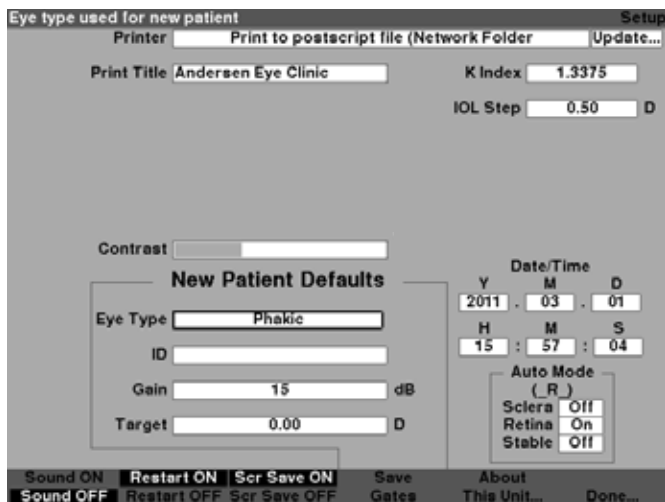 Eye type used for new patient Setup
Printer Print to postscript file (Network Folder Update...
Print Title Andersen Eye Clinic K Index 1.3375
IOL Step 0.50 D
Contrast
New Patient Defaults
Date/Time
Y M D
2011 . 03 . 01
Eye Type Phakic
H M S
15 : 57 : 04
ID
Auto Mode
(_R_)
Gain 15 dB
Sclera Off
Retina On
Target 0.00 D
Stable Off
Sound ON Restart ON Scr Save ON Save About
Sound OFF Restart OFF Scr Save OFF Gates This Unit... Done...